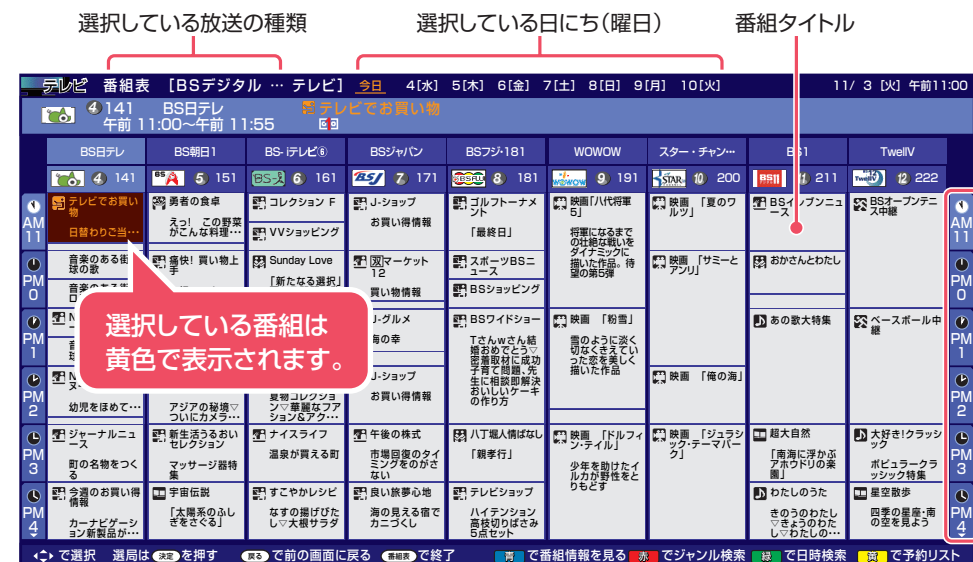 選択している放送の種類
選択している日にち(曜日)
番組タイトル
テレビ 番組表 [BSデジタル … テレビ] 今日 4[水] 5[木] 6[金] 7[土] 8[日] 9[月] 10[火] 11/ 3 [火] 午前11:00
④141 BS日テレ テレビでお買い物
午前 11:00~午前 11:55
BS日テレ BS朝日1 BS-iテレビ⑥ BSジャパン BSフジ・181 WOWOW スター・チャン… BS11 TwellV
4 141 BS朝 5 151 BS-i 6 161 BSJ 7 171 8 181 WOWOW 9 191 STAR 10 200 BS11 11 211 TwellV 12 222
AM 11
テレビでお買い物
日替わりご当…
勇者の食卓
えっ! この野菜がこんな料理…
コレクション F
VVショッピング
J-ショップ
お買い得情報
ゴルフトーナメント
「最終日」
映画「八代将軍5」
将軍になるまでの壮絶な戦いをダイナミックに描いた作品。待望の第5弾
映画 「夏のワルツ」
BSイレブンニュース
BSオープンテニス中継
AM 11
PM 0
音楽のある街 球の歌
痛快! 買い物上手
Sunday Love
「新たなる選択」
双マーケット12
買い物情報
スポーツBSニュース
BSショッピング
映画 「サミーとアンリ」
おかさんとわたし
PM 0
選択している番組は
黄色で表示されます。
PM 1
J-グルメ
海の幸
BSワイドショー
Tさんwさん結婚おめでとう▽密着取材に成功 子育て問題、先生に相談即解決 おいしいケーキの作り方
映画 「粉雪」
雪のように淡く切なくきえていった恋を美しく描いた作品
あの歌大特集
ベースボール中継
PM 1
PM 2
幼児をほめて…
アジアの秘境▽ついにカメラ…
夏物コレクション▽華麗なファション&アク…
J-ショップ
お買い得情報
映画 「俺の海」
PM 2
PM 3
ジャーナルニュース
町の名物をつくる
新生活うるおいセレクション
マッサージ器特集
ナイスライフ
温泉が買える町
午後の株式
市場回復のタイミングをのがさない
八丁堀人情ばなし
「親孝行」
映画 「ドルフィン・テイル」
少年を助けたイルカが野性をとりもどす
映画 「ジュラシック・テーマパーク」
超大自然
「南海に浮かぶアホウドリの楽園」
大好き!クラシック
ポピュラークラッシック特集
PM 3
PM 4
今週のお買い得情報
カーナビゲーション新製品が…
宇宙伝説
「太陽系のふしぎをさぐる」
すこやかレシピ
なすの揚げびたし▽大根サラダ
良い旅夢心地
海の見える宿でカニづくし
テレビショップ
ハイテンション 高枝切りばさみ5点セット
わたしのうた
きのうのわたし▽きょうのわたし▽わたしの…
星空散歩
四季の星座・南の空を見よう
PM 4
で選択 選局は 決定 を押す 戻る で前の画面に戻る 番組表 で終了 青 で番組情報を見る 赤 でジャンル検索 緑 で日時検索 黄 で予約リスト